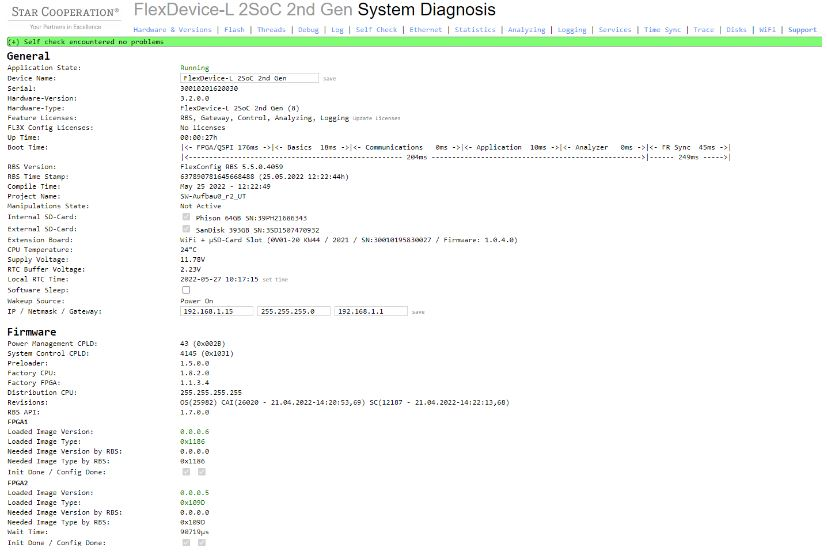 STAR COOPERATION®
Your Partners in Excellence
FlexDevice-L 2SoC 2nd Gen System Diagnosis
Hardware & Versions | Flash | Threads | Debug | Log | Self Check | Ethernet | Statistics | Analyzing | Logging | Services | Time Sync | Trace | Disks | WiFi | Support
(+) Self check encountered no problems
General
Application State: Running
Device Name: FlexDevice-L 2SoC 2nd Gen save
Serial: 30010201620030
Hardware-Version: 3.2.0.0
Hardware-Type: FlexDevice-L 2SoC 2nd Gen (8)
Feature Licenses: RBS, Gateway, Control, Analyzing, Logging update licenses
FL3X Config Licenses: No licenses
Up Time: 00:00:27h
Boot Time: |<- FPGA/QSPI 176ms ->|<- Basics 18ms ->|<- Communications 0ms ->|<- Application 10ms ->|<- Analyzer 0ms ->|<- FR Sync 45ms ->|
|<--------------------------------------------- 204ms ---------------------------------------------------->|------ 249ms ----->|
RBS Version: FlexConfig RBS 5.5.0.4059
RBS Time Stamp: 637890781645668488 (25.05.2022 12:22:44h)
Compile Time: May 25 2022 - 12:22:49
Project Name: SW-Aufbau0_r2_UT
Manipulations State: Not Active
Internal SD-Card: Phison 64GB SN:39PH21686343
External SD-Card: SanDisk 393GB SN:3SD1507470932
Extension Board: WiFi + µSD-Card Slot (0V01-20 KW44 / 2021 / SN:30010195830027 / Firmware: 1.0.4.0)
CPU Temperature: 24°C
Supply Voltage: 11.78V
RTC Buffer Voltage: 2.23V
Local RTC Time: 2022-05-27 10:17:15 set time
Software Sleep:
Wakeup Source: Power On
IP / Netmask / Gateway: 192.168.1.15 255.255.255.0 192.168.1.1 save
Firmware
Power Management CPLD: 43 (0x002B)
System Control CPLD: 4145 (0x1031)
Preloader: 1.5.0.0
Factory CPU: 1.8.2.0
Factory FPGA: 1.1.3.4
Distribution CPU: 255.255.255.255
Revisions: OS(25982) CAI(26020 - 21.04.2022-14:20:53,69) SC(12187 - 21.04.2022-14:22:13,68)
RBS API: 1.7.0.0
FPGA1
Loaded Image Version: 0.0.0.6
Loaded Image Type: 0x1186
Needed Image Version by RBS: 0.0.0.0
Needed Image Type by RBS: 0x1186
Init Done / Config Done:
FPGA2
Loaded Image Version: 0.0.0.5
Loaded Image Type: 0x109D
Needed Image Version by RBS: 0.0.0.0
Needed Image Type by RBS: 0x109D
Wait Time: 90719µs
Init Done / Config Done: